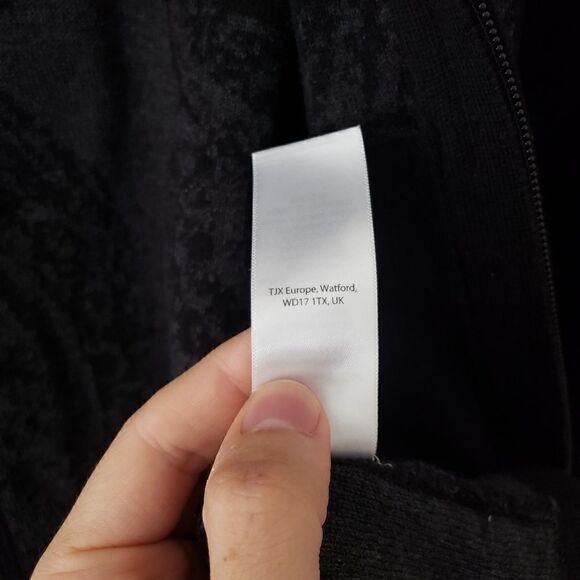 TJX Europe, Watford,
WD17 1TX, UK